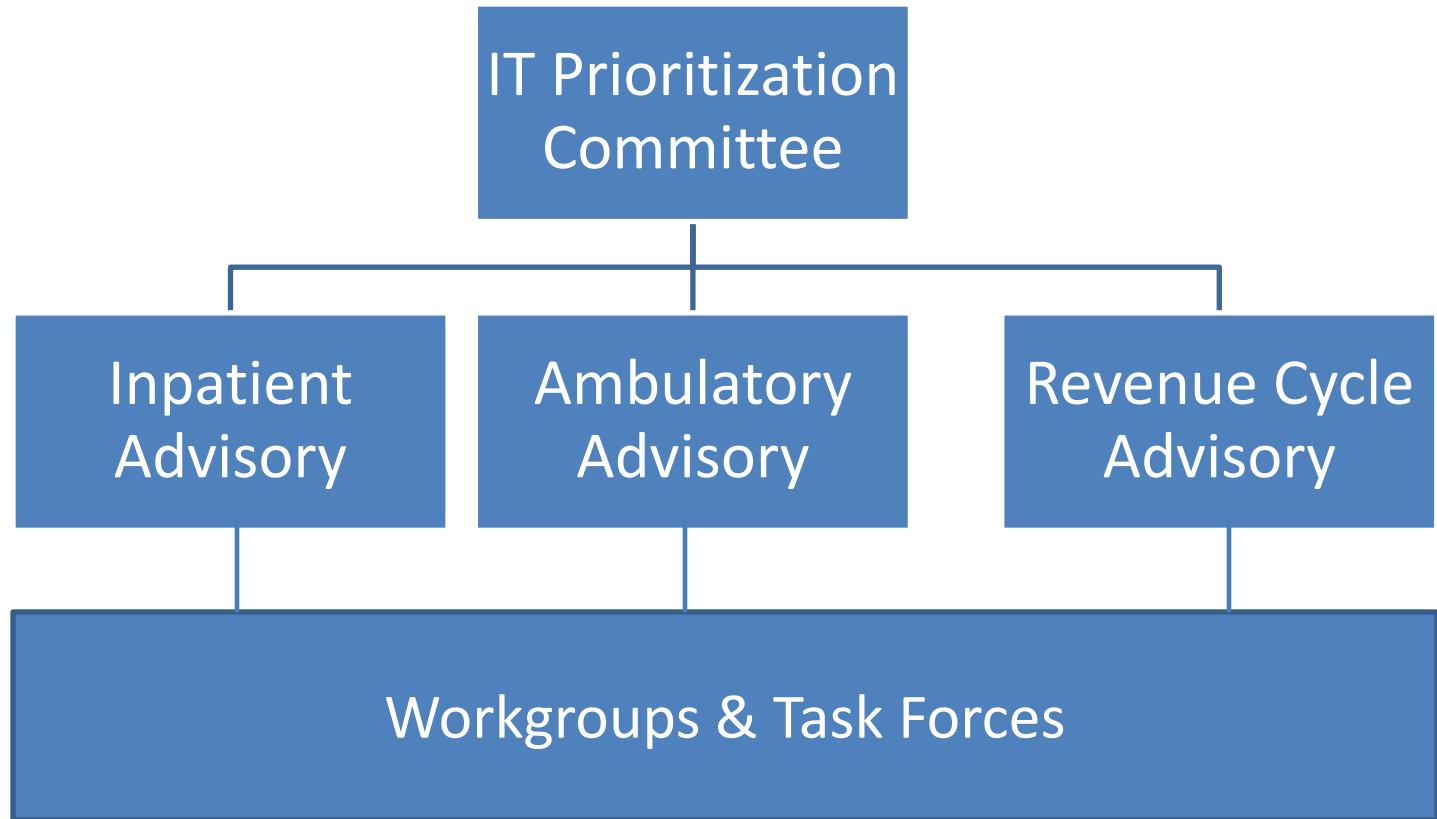 IT Prioritization
Committee
Inpatient
Advisory
Ambulatory
Advisory
Revenue Cycle
Advisory
Workgroups & Task Forces